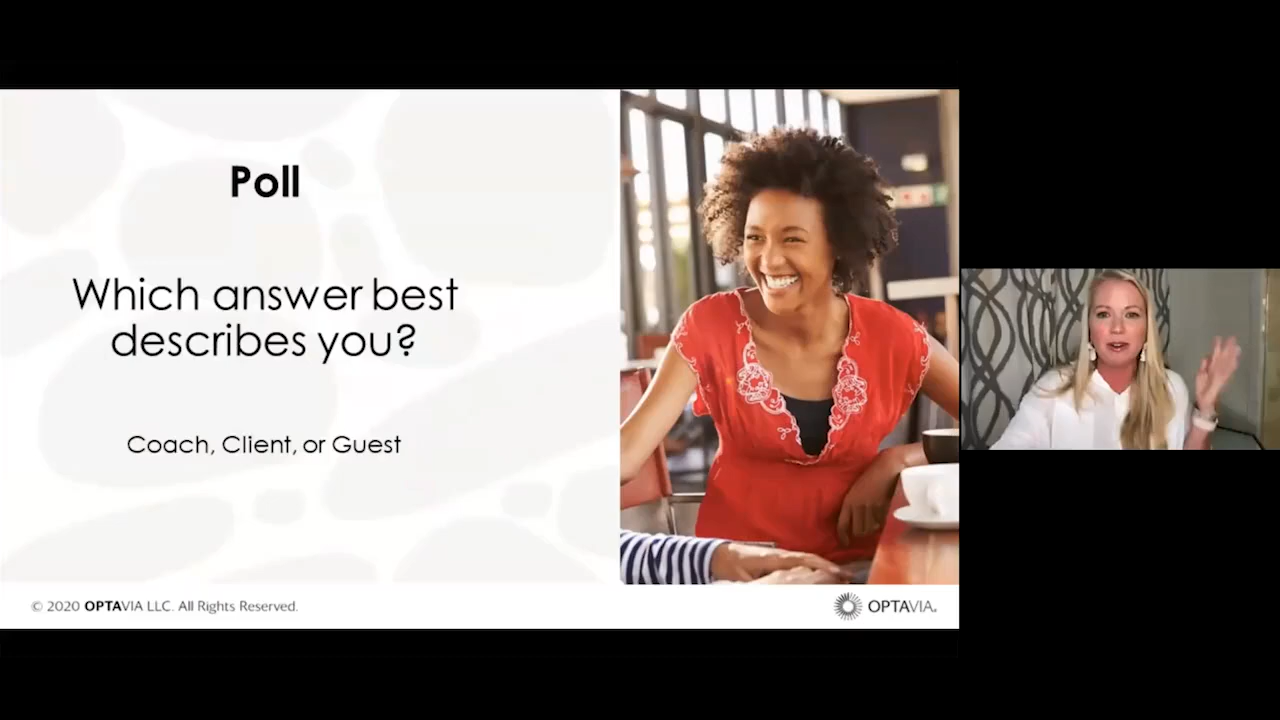 Poll
Which answer best
describes you?
Coach, Client, or Guest
© 2020 OPTAVIA LLC. All Rights Reserved.
OPTAVIA.